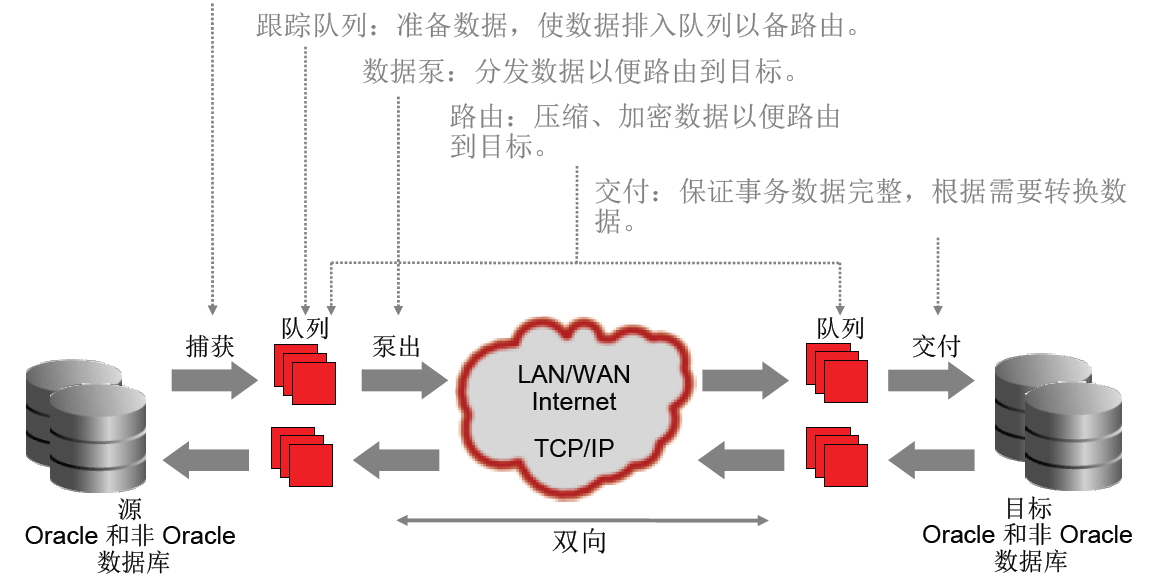 跟踪队列：准备数据，使数据排入队列以备路由。
数据泵：分发数据以便路由到目标。
路由：压缩、加密数据以便路由
到目标。
交付：保证事务数据完整，根据需要转换数
据。
捕获
队列
泵出
队列
交付
LAN/WAN
Internet
TCP/IP
源
Oracle 和非 Oracle
数据库
双向
目标
Oracle 和非 Oracle
数据库